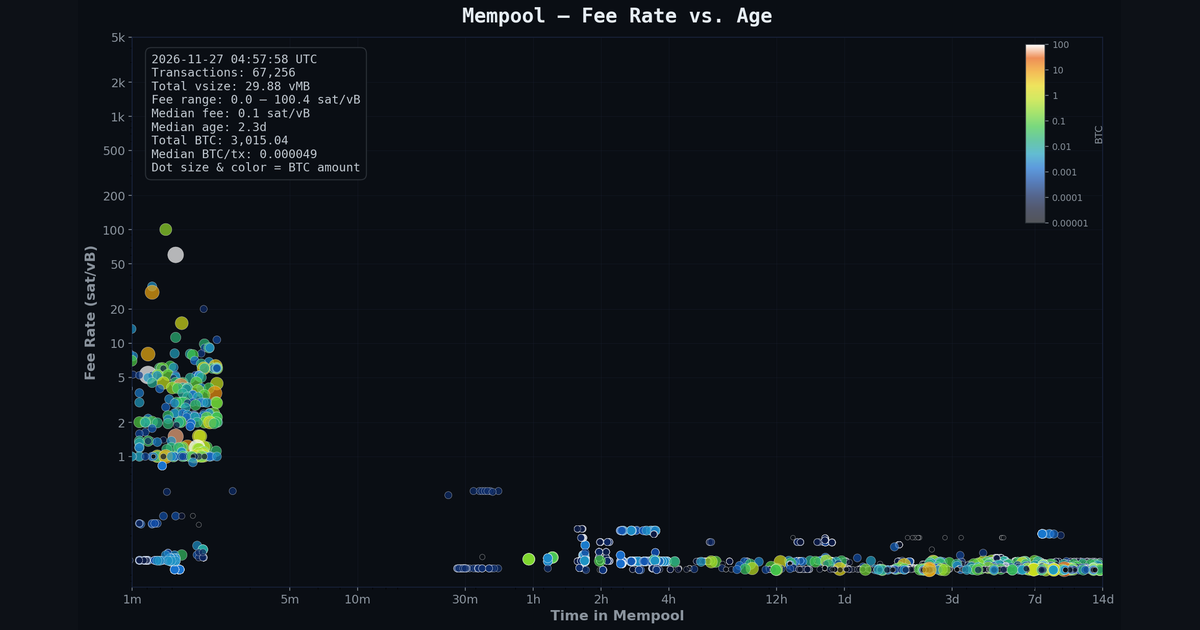 Mempool — Fee Rate vs. Age
5k
2k
1k
500
200
100
50
20
10
5
2
1
Fee Rate (sat/vB)
2026-11-27 04:57:58 UTC
Transactions: 67,256
Total vsize: 29.88 vMB
Fee range: 0.0 – 100.4 sat/vB
Median fee: 0.1 sat/vB
Median age: 2.3d
Total BTC: 3,015.04
Median BTC/tx: 0.000049
Dot size & color = BTC amount
100
10
1
0.1
0.01
0.001
0.0001
0.00001
BTC
1m 5m 10m 30m 1h 2h 4h 12h 1d 3d 7d 14d
Time in Mempool